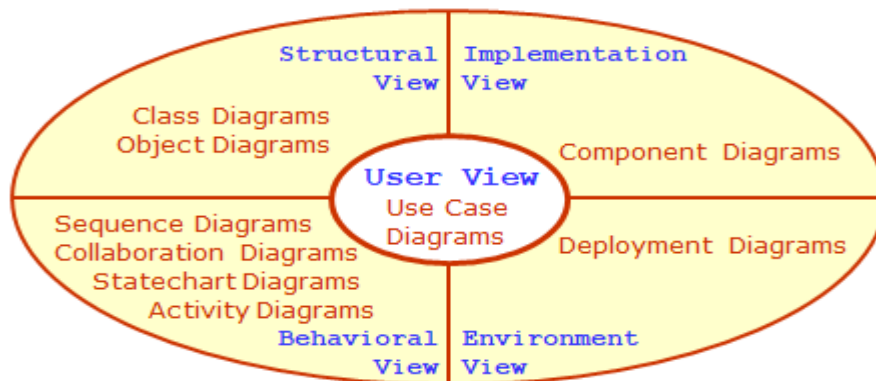 Structural
View
Implementation
View
Class Diagrams
Object Diagrams
Component Diagrams
User View
Use Case
Diagrams
Sequence Diagrams
Collaboration Diagrams
Statechart Diagrams
Activity Diagrams
Deployment Diagrams
Behavioral
View
Environment
View